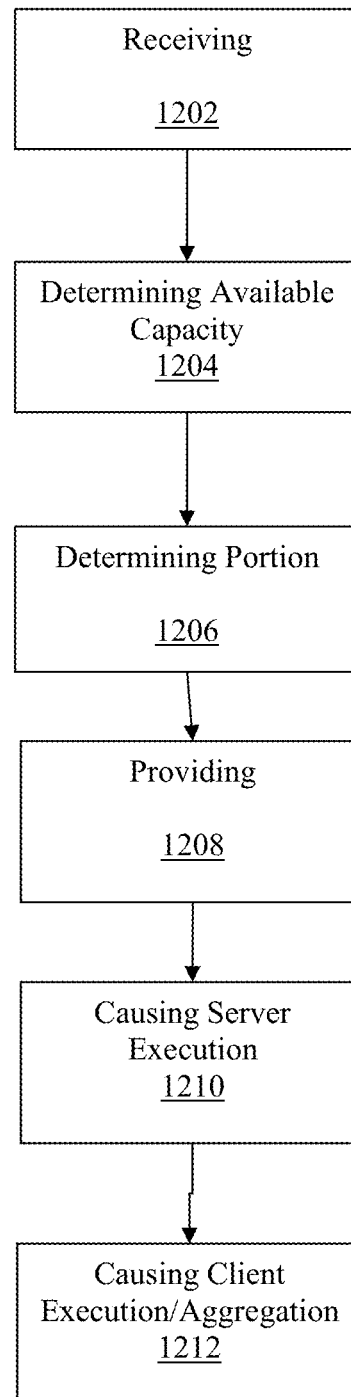 Receiving
1202
Determining Available
Capacity
1204
Determining Portion
1206
Providing
1208
Causing Server
Execution
1210
Causing Client
Execution/Aggregation
1212